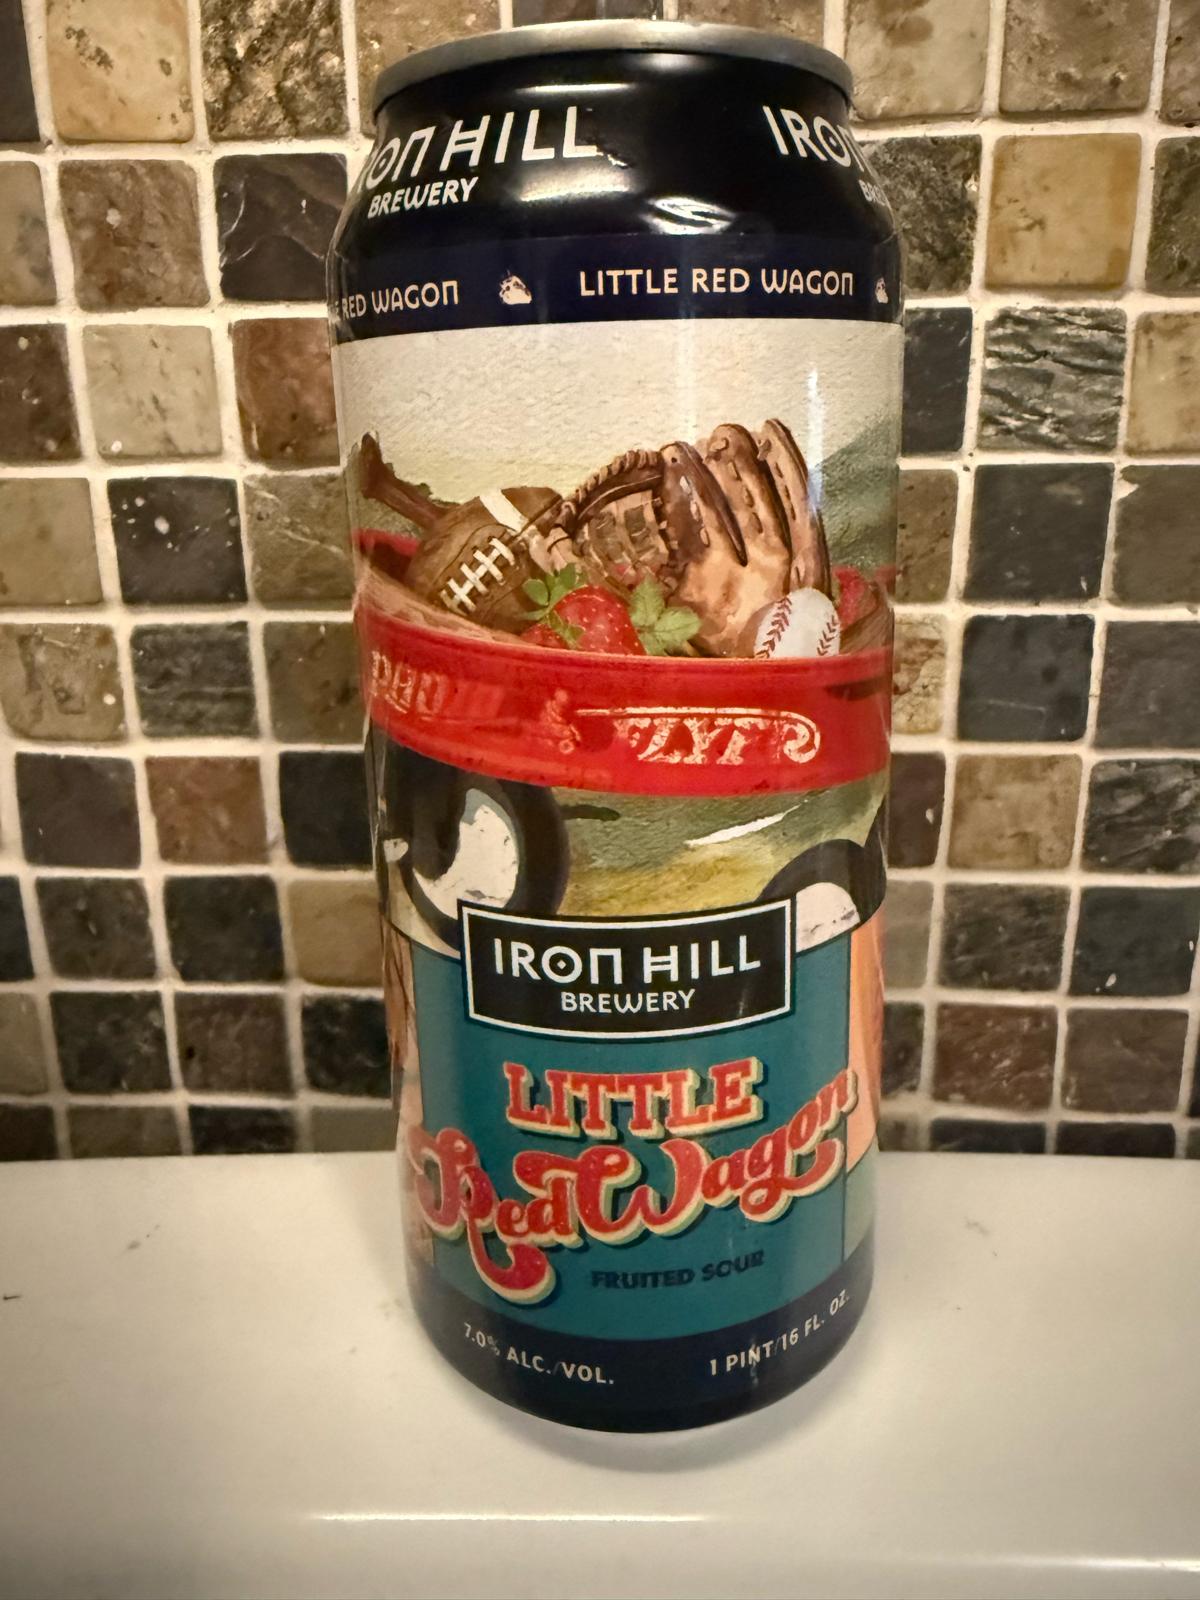 IRON HILL
BREWERY
IRO
RED WAGON
LITTLE RED WAGON
IRON HILL
BREWERY
LITTLE
Red Wagon
FRUITED SOUR
7.0% ALC./VOL.
1 PINT/16 FL. OZ.